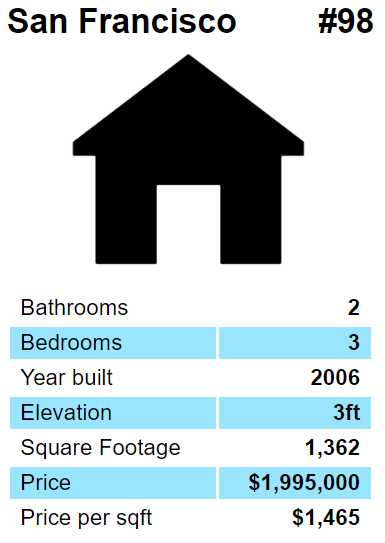 San Francisco #98
Bathrooms 2
Bedrooms 3
Year built 2006
Elevation 3ft
Square Footage 1,362
Price $1,995,000
Price per sqft $1,465